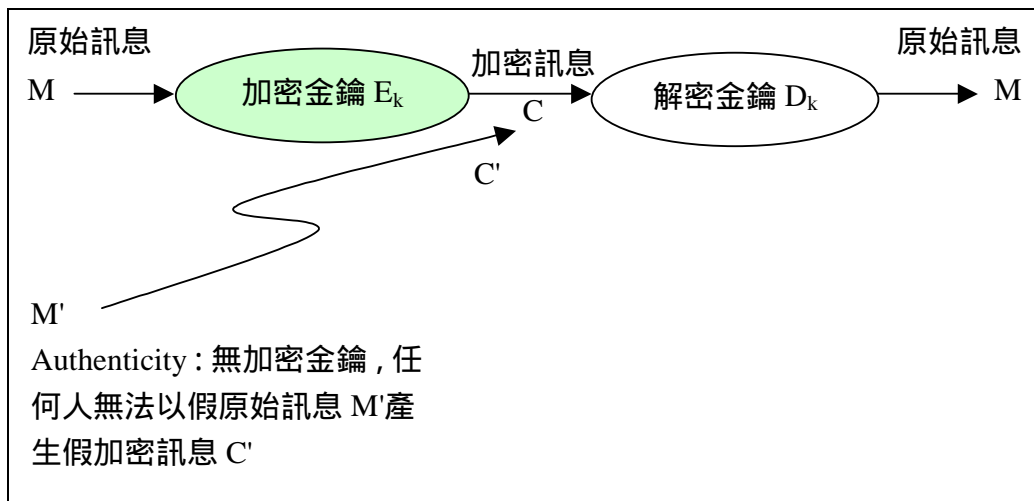 原始訊息
M
加密金鑰 Ek
加密訊息
C
C'
解密金鑰 Dk
原始訊息
M
M'
Authenticity : 無加密金鑰 , 任
何人無法以假原始訊息 M'產
生假加密訊息 C'